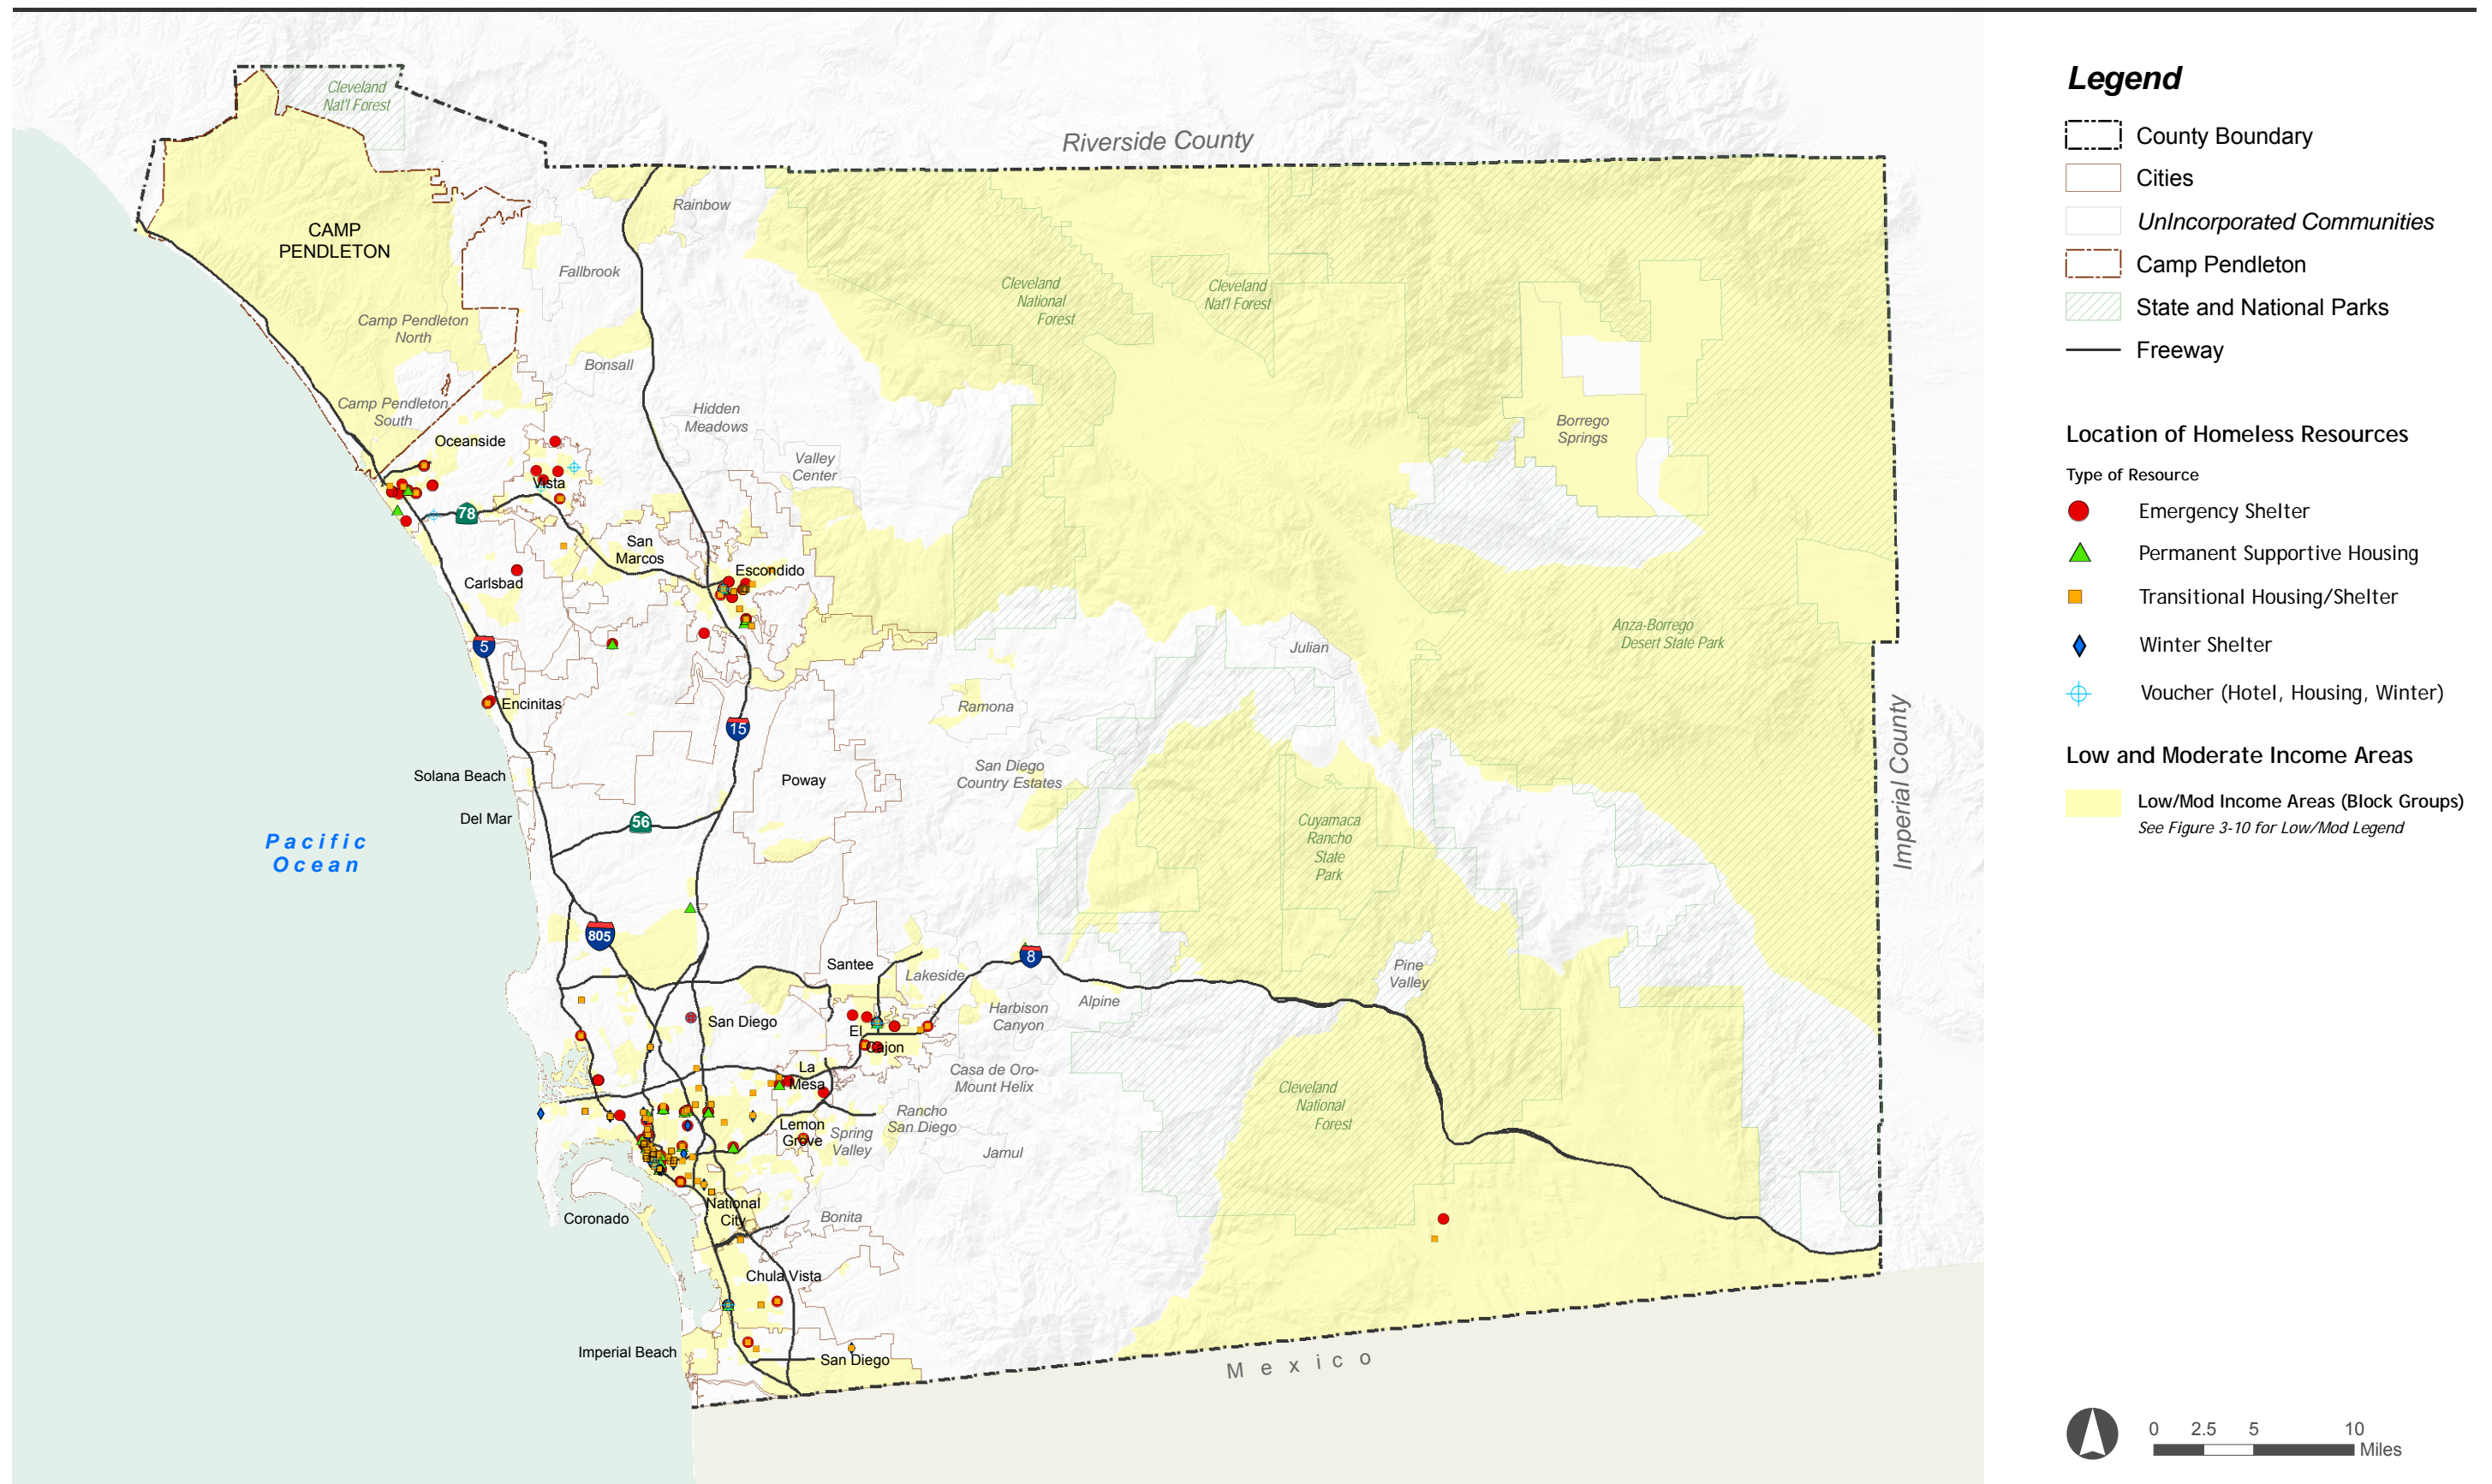 Cleveland
Nat'l Forest
Riverside County
Rainbow
CAMP
PENDLETON
Fallbrook
Cleveland
National
Forest
Cleveland
Nat'l Forest
Camp Pendleton
North
Bonsall
Camp Pendleton
South
Hidden
Meadows
Borrego
Springs
Oceanside
Valley
Center
Vista
78
San
Marcos
Escondido
Carlsbad
Anza-Borrego
Desert State Park
5
Julian
Encinitas
Ramona
15
Imperial County
Solana Beach
Poway
San Diego
Country Estates
Del Mar
56
Cuyamaca
Rancho
State
Park
Pacific
Ocean
805
8
Santee
Lakeside
Pine
Valley
Alpine
Harbison
Canyon
San Diego
El
Cajon
La
Mesa
Casa de Oro-
Mount Helix
Cleveland
National
Forest
Rancho
San Diego
Lemon
Grove
Spring
Valley
Jamul
National
City
Coronado
Bonita
Chula Vista
Imperial Beach
San Diego
Mexico
Legend
County Boundary
Cities
UnIncorporated Communities
Camp Pendleton
State and National Parks
Freeway
Location of Homeless Resources
Type of Resource
Emergency Shelter
Permanent Supportive Housing
Transitional Housing/Shelter
Winter Shelter
Voucher (Hotel, Housing, Winter)
Low and Moderate Income Areas
Low/Mod Income Areas (Block Groups)
See Figure 3-10 for Low/Mod Legend
0 2.5 5 10
Miles